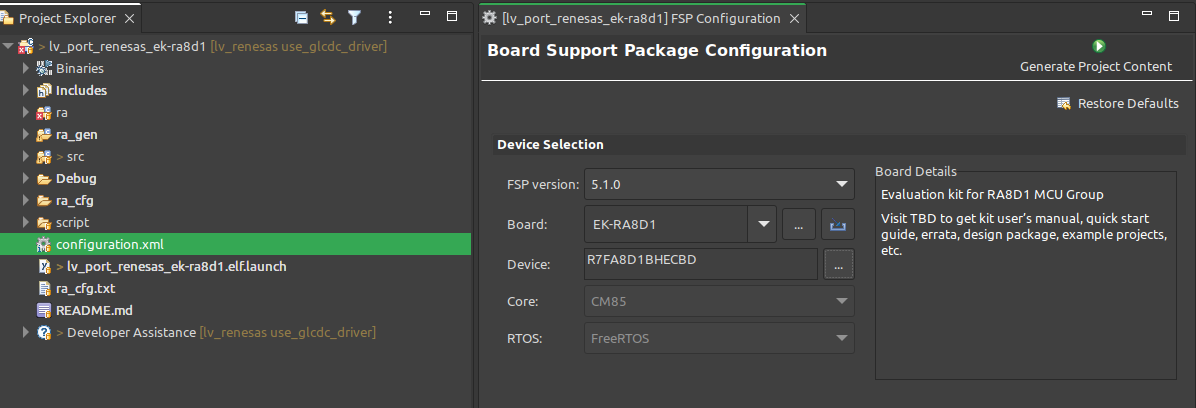 Project Explorer
> lv_port_renesas_ek-ra8d1 [lv_renesas use_glcdc_driver]
Binaries
Includes
ra
ra_gen
> src
Debug
ra_cfg
script
configuration.xml
> lv_port_renesas_ek-ra8d1.elf.launch
ra_cfg.txt
README.md
> Developer Assistance [lv_renesas use_glcdc_driver]
[lv_port_renesas_ek-ra8d1] FSP Configuration
Board Support Package Configuration
Generate Project Content
Restore Defaults
Device Selection
FSP version: 5.1.0
Board: EK-RA8D1 ...
Device: R7FA8D1BHECBD ...
Core: CM85
RTOS: FreeRTOS
Board Details
Evaluation kit for RA8D1 MCU Group
Visit TBD to get kit user's manual, quick start
guide, errata, design package, example projects,
etc.